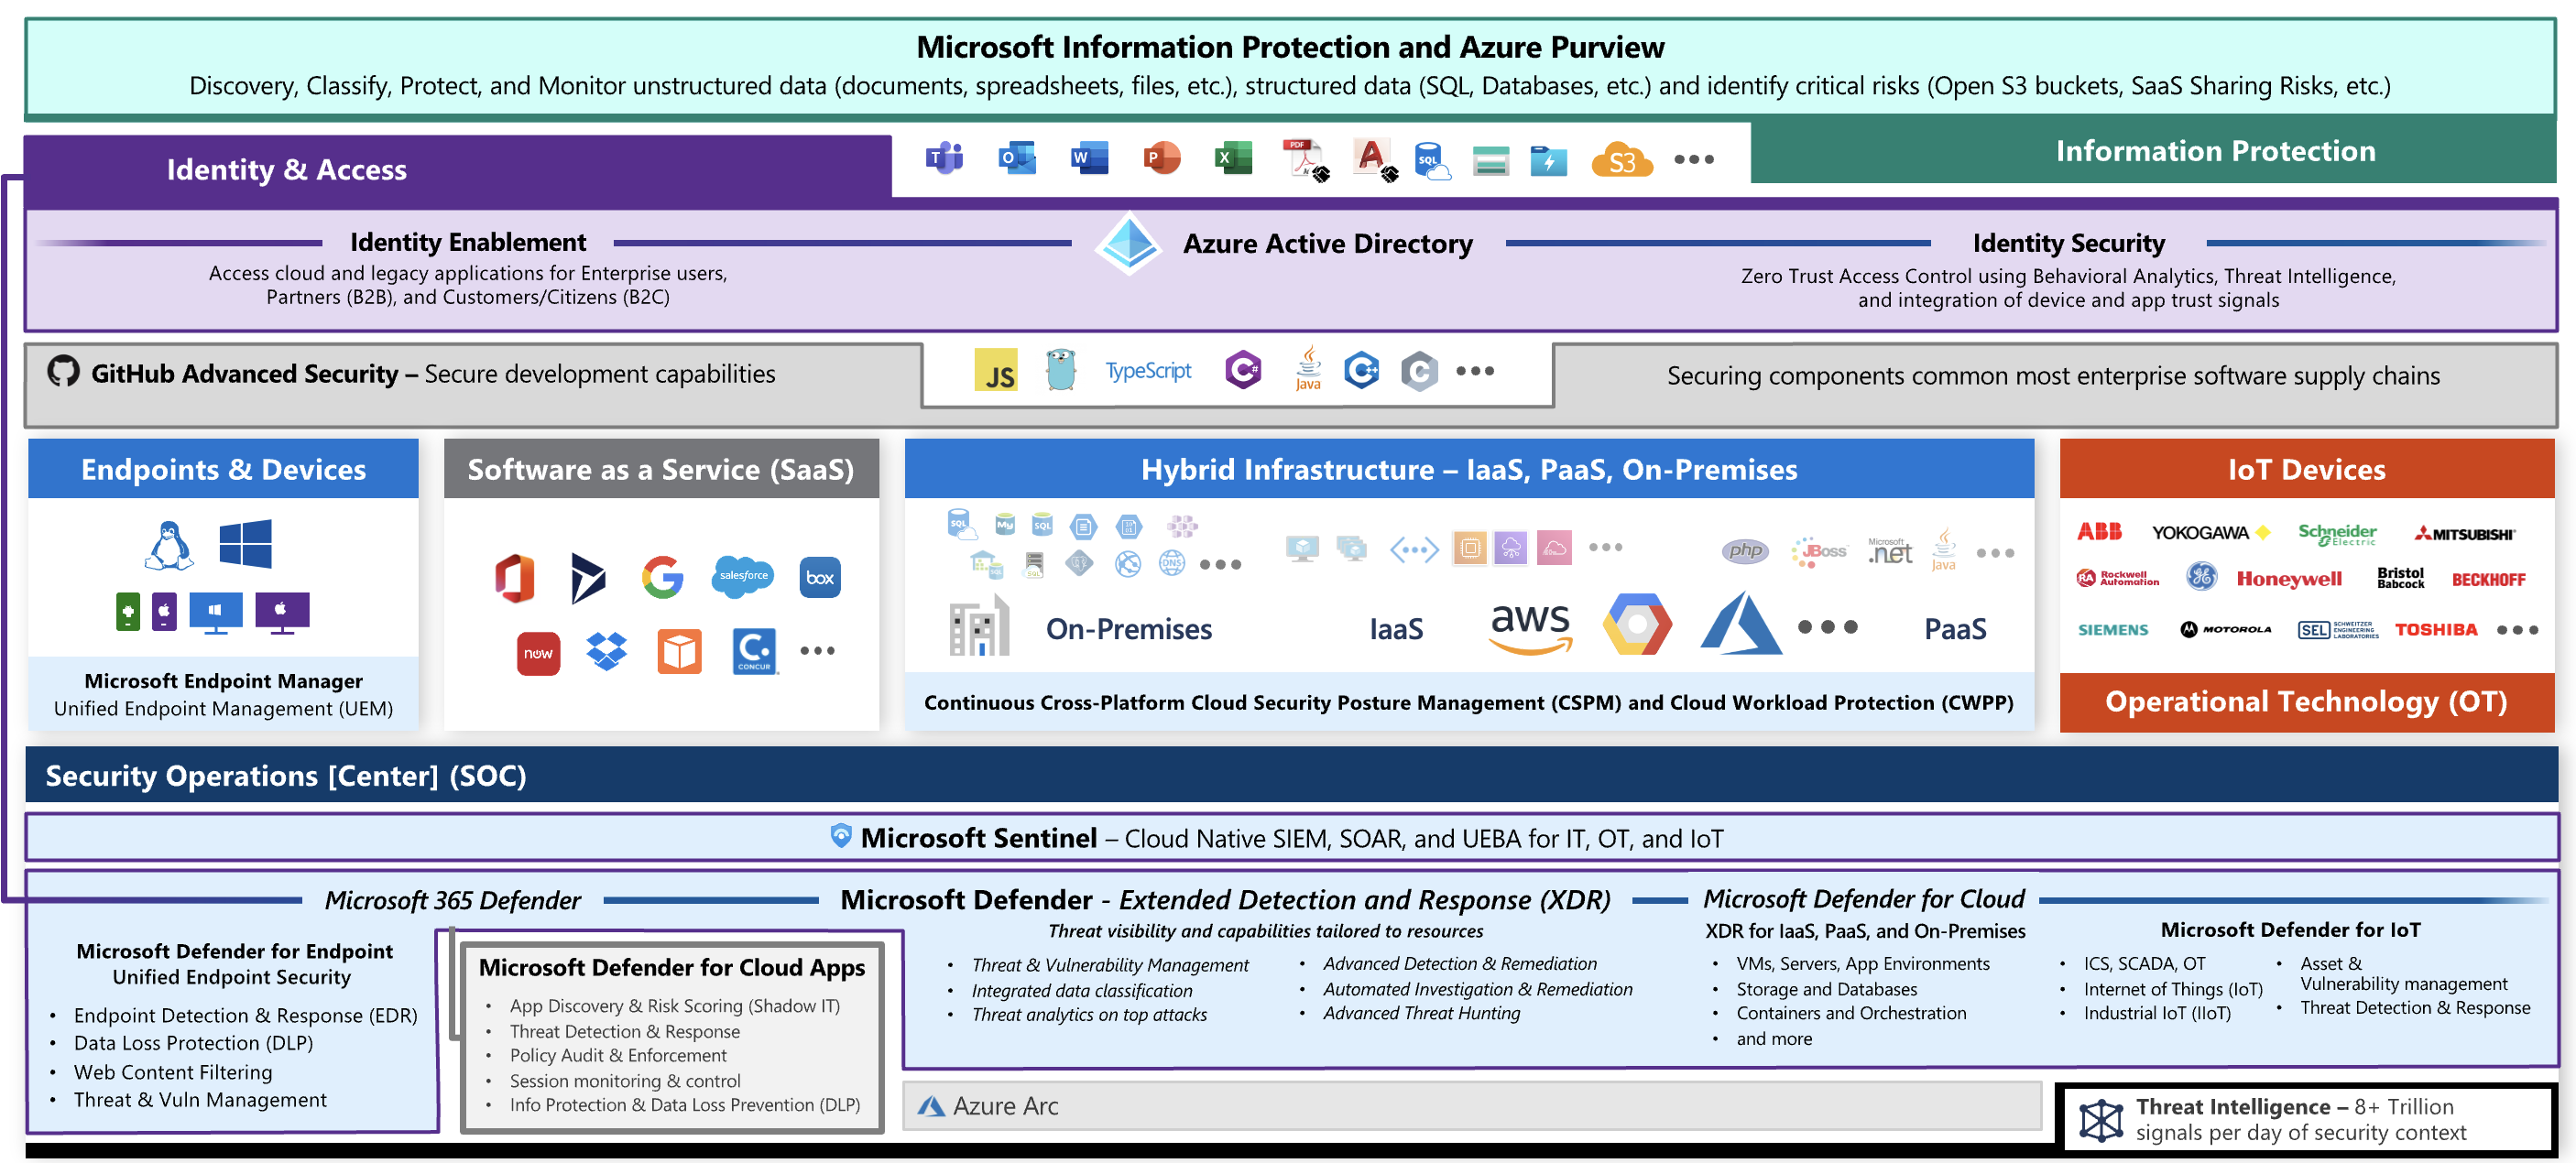 Microsoft Information Protection and Azure Purview
Discovery, Classify, Protect, and Monitor unstructured data (documents, spreadsheets, files, etc.), structured data (SQL, Databases, etc.) and identify critical risks (Open S3 buckets, SaaS Sharing Risks, etc.)
Identity & Access
T
O
W
P
X
PDF
A
SQL
S3
Information Protection
Identity Enablement
Access cloud and legacy applications for Enterprise users,
Partners (B2B), and Customers/Citizens (B2C)
Azure Active Directory
Identity Security
Zero Trust Access Control using Behavioral Analytics, Threat Intelligence,
and integration of device and app trust signals
GitHub Advanced Security – Secure development capabilities
JS
TypeScript
C#
Java
C++
C
Securing components common most enterprise software supply chains
Endpoints & Devices
Microsoft Endpoint Manager
Unified Endpoint Management (UEM)
Software as a Service (SaaS)
G
salesforce
box
now
C.
CONCUR
Hybrid Infrastructure – IaaS, PaaS, On-Premises
SQL
My
SQL
SQL
SQL
DNS
php
JBoss
Microsoft
.net
Java
On-Premises
IaaS
aws
PaaS
Continuous Cross-Platform Cloud Security Posture Management (CSPM) and Cloud Workload Protection (CWPP)
IoT Devices
ABB
YOKOGAWA
Schneider
Electric
MITSUBISHI
RA
Rockwell
Automation
GE
Honeywell
Bristol
Babcock
BECKHOFF
SIEMENS
MOTOROLA
SEL
SCHWEITZER
ENGINEERING
LABORATORIES
TOSHIBA
Operational Technology (OT)
Security Operations [Center] (SOC)
Microsoft Sentinel – Cloud Native SIEM, SOAR, and UEBA for IT, OT, and IoT
Microsoft 365 Defender
Microsoft Defender - Extended Detection and Response (XDR)
Microsoft Defender for Cloud
Microsoft Defender for Endpoint
Unified Endpoint Security
• Endpoint Detection & Response (EDR)
• Data Loss Protection (DLP)
• Web Content Filtering
• Threat & Vuln Management
Microsoft Defender for Cloud Apps
• App Discovery & Risk Scoring (Shadow IT)
• Threat Detection & Response
• Policy Audit & Enforcement
• Session monitoring & control
• Info Protection & Data Loss Prevention (DLP)
Threat visibility and capabilities tailored to resources
• Threat & Vulnerability Management
• Integrated data classification
• Threat analytics on top attacks
• Advanced Detection & Remediation
• Automated Investigation & Remediation
• Advanced Threat Hunting
XDR for IaaS, PaaS, and On-Premises
• VMs, Servers, App Environments
• Storage and Databases
• Containers and Orchestration
• and more
Microsoft Defender for IoT
• ICS, SCADA, OT
• Internet of Things (IoT)
• Industrial IoT (IIoT)
• Asset &
Vulnerability management
• Threat Detection & Response
Azure Arc
Threat Intelligence – 8+ Trillion
signals per day of security context